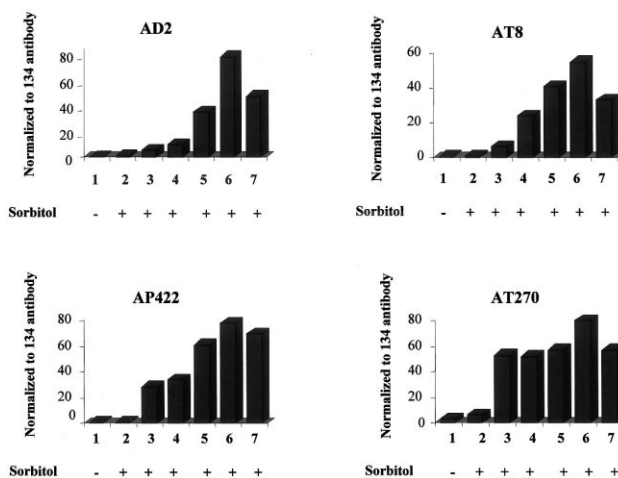 AD2
Normalized to 134 antibody
80
60
40
20
0
1 2 3 4 5 6 7
Sorbitol - + + + + + +
AT8
Normalized to 134 antibody
60
40
20
0
1 2 3 4 5 6 7
Sorbitol - + + + + + +
AP422
Normalized to 134 antibody
80
60
40
20
0
1 2 3 4 5 6 7
Sorbitol - + + + + + +
AT270
Normalized to 134 antibody
80
60
40
20
0
1 2 3 4 5 6 7
Sorbitol - + + + + + +